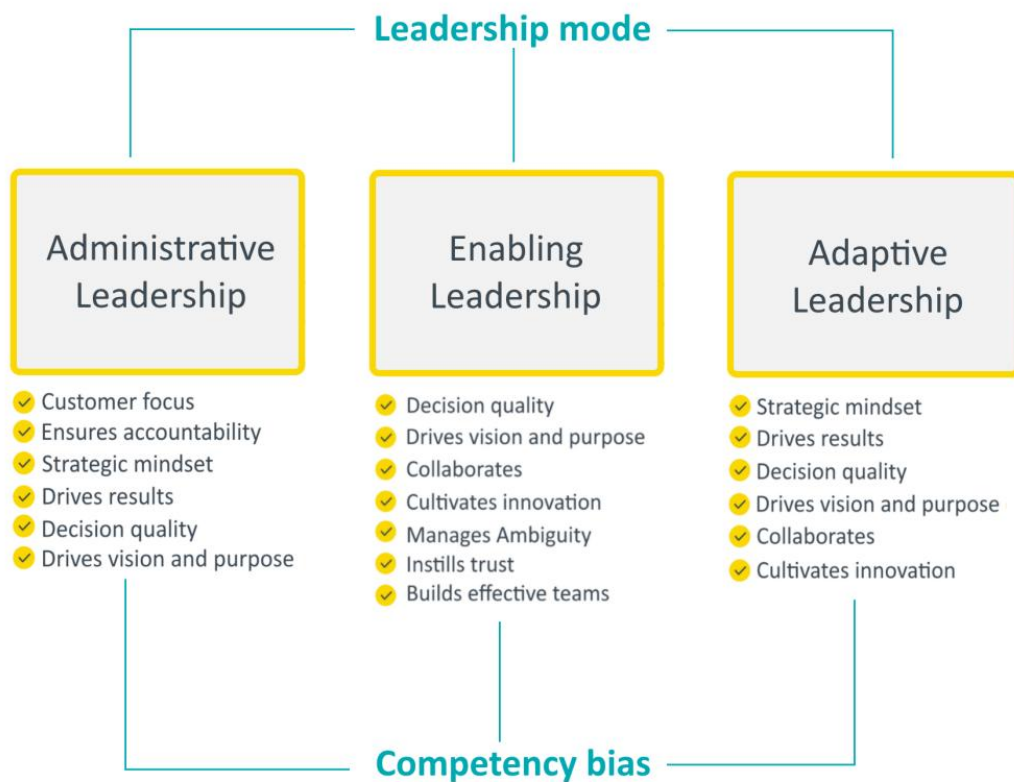 Leadership mode
Administrative
Leadership
Customer focus
Ensures accountability
Strategic mindset
Drives results
Decision quality
Drives vision and purpose
Enabling
Leadership
Decision quality
Drives vision and purpose
Collaborates
Cultivates innovation
Manages Ambiguity
Instills trust
Builds effective teams
Adaptive
Leadership
Strategic mindset
Drives results
Decision quality
Drives vision and purpose
Collaborates
Cultivates innovation
Competency bias